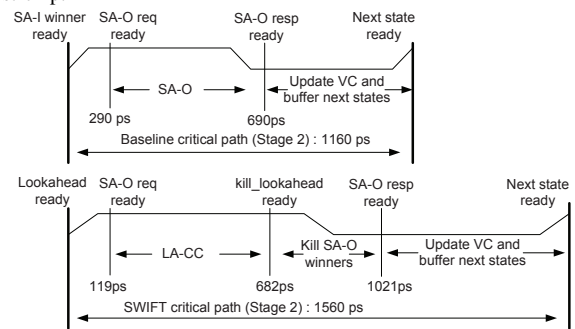 SA-I winner ready
SA-O req ready
SA-O resp ready
Next state ready
SA-O
Update VC and buffer next states
290 ps
690ps
Baseline critical path (Stage 2) : 1160 ps
Lookahead ready
SA-O req ready
kill_lookahead ready
SA-O resp ready
Next state ready
LA-CC
Kill SA-O winners
Update VC and buffer next states
119ps
682ps
1021ps
SWIFT critical path (Stage 2) : 1560 ps